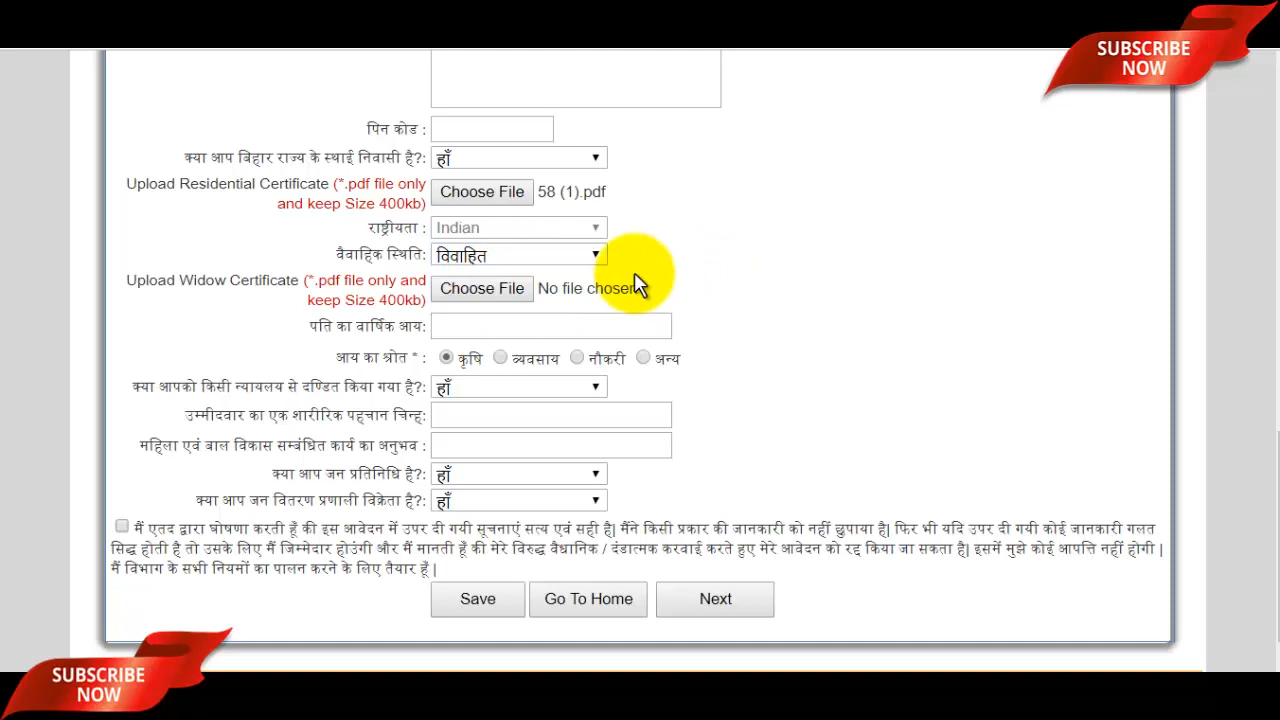 SUBSCRIBE
NOW
पिन कोड :
क्या आप बिहार राज्य के स्थाई निवासी है?: हाँ
Upload Residential Certificate (*.pdf file only
and keep Size 400kb) Choose File 58 (1).pdf
राष्ट्रीयता : Indian
वैवाहिक स्थिति: विवाहित
Upload Widow Certificate (*.pdf file only and
keep Size 400kb) Choose File No file chosen
पति का वार्षिक आय:
आय का श्रोत * : कृषि व्यवसाय नौकरी अन्य
क्या आपको किसी न्यायलय से दण्डित किया गया है?: हाँ
उम्मीदवार का एक शारीरिक पहचान चिन्ह:
महिला एवं बाल विकास सम्बंधित कार्य का अनुभव :
क्या आप जन प्रतिनिधि है?: हाँ
क्या आप जन वितरण प्रणाली विक्रेता है?: हाँ
मैं एतद द्वारा घोषणा करती हूँ की इस आवेदन में उपर दी गयी सूचनाएं सत्य एवं सही है| मैंने किसी प्रकार की जानकारी को नहीं छुपाया है| फिर भी यदि उपर दी गयी कोई जानकारी गलत
सिद्ध होती है तो उसके लिए मैं जिम्मेदार होउंगी और मैं मानती हूँ की मेरे विरुद्ध वैधानिक / दंडात्मक करवाई करते हुए मेरे आवेदन को रद्द किया जा सकता है| इसमें मुझे कोई आपत्ति नहीं होगी |
मैं विभाग के सभी नियमों का पालन करने के लिए तैयार हूँ |
Save Go To Home Next
SUBSCRIBE
NOW